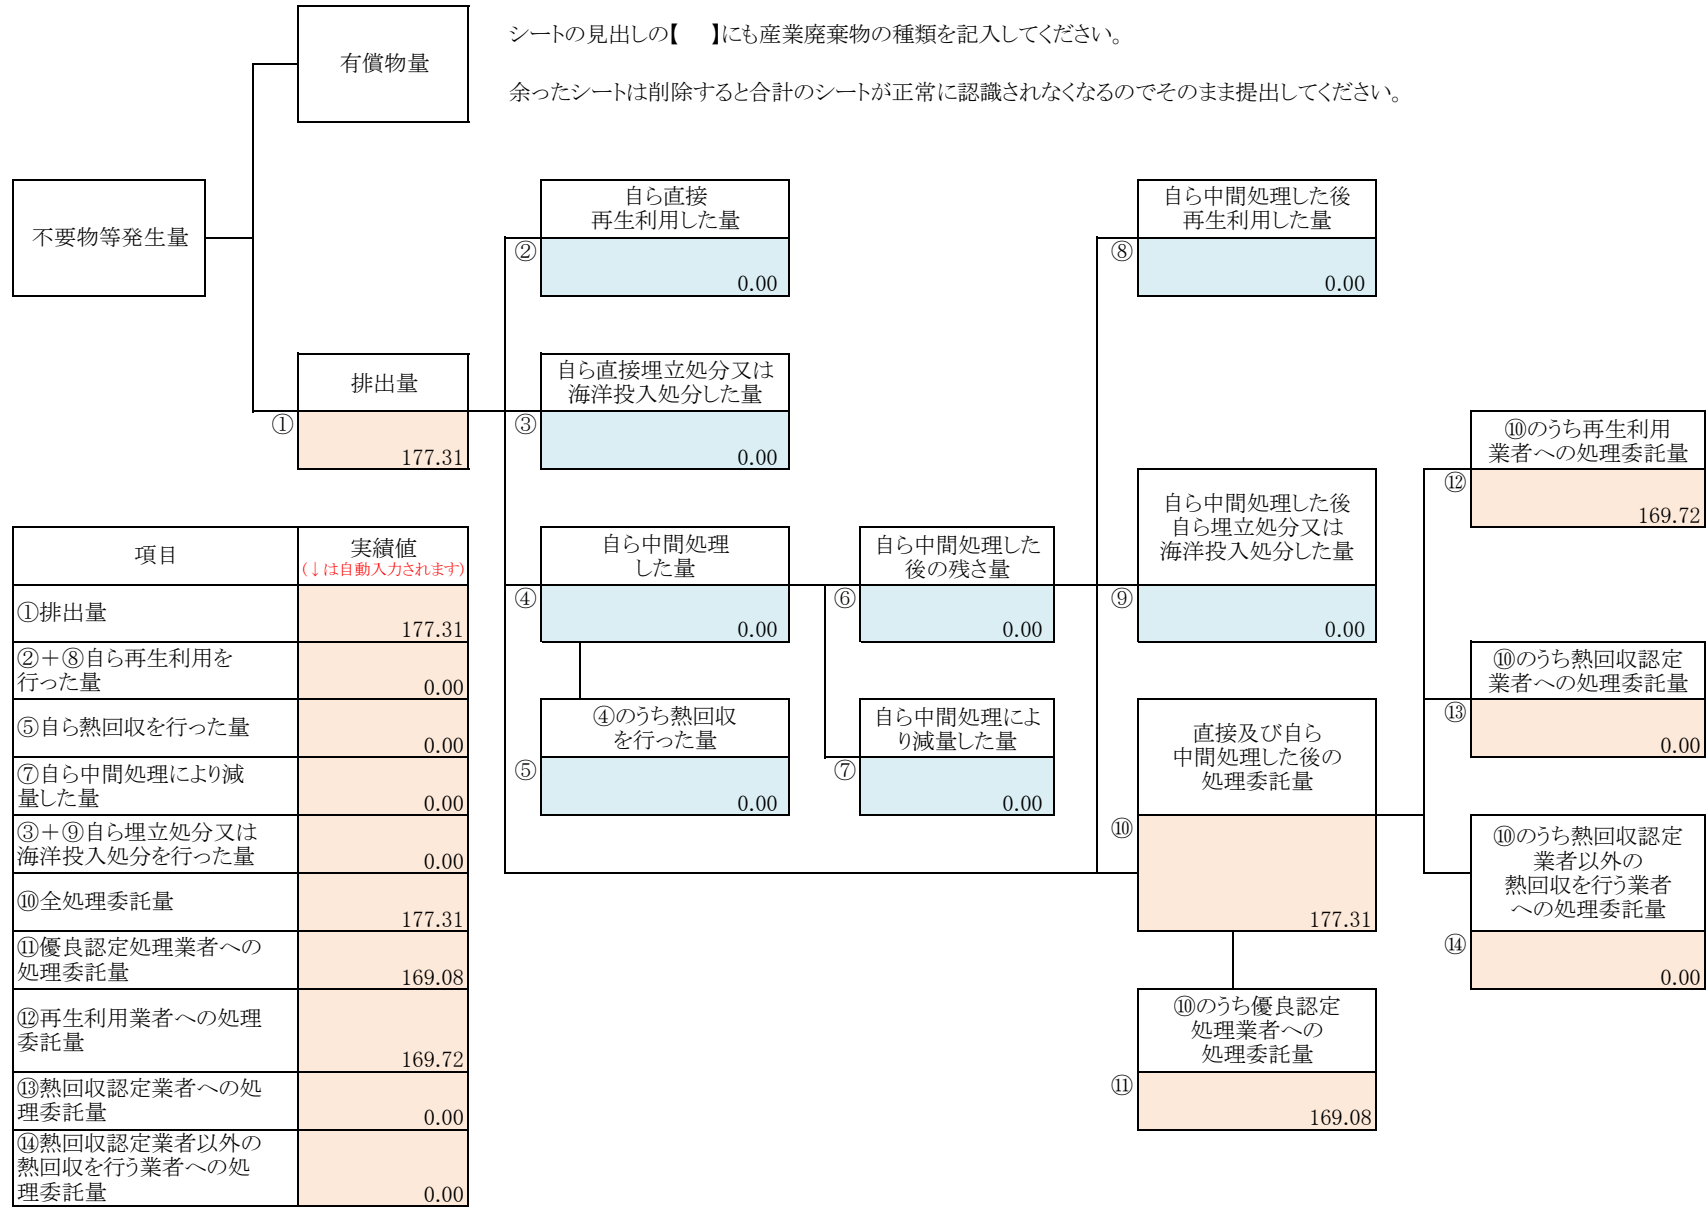 シートの見出しの【　】にも産業廃棄物の種類を記入してください。
余ったシートは削除すると合計のシートが正常に認識されなくなるのでそのまま提出してください。
有償物量
不要物等発生量
排出量
①
177.31
自ら直接
再生利用した量
②
0.00
自ら直接埋立処分又は
海洋投入処分した量
③
0.00
自ら中間処理
した量
④
0.00
④のうち熱回収
を行った量
⑤
0.00
自ら中間処理した
後の残さ量
⑥
0.00
自ら中間処理によ
り減量した量
⑦
0.00
自ら中間処理した後
再生利用した量
⑧
0.00
自ら中間処理した後
自ら埋立処分又は
海洋投入処分した量
⑨
0.00
直接及び自ら
中間処理した後の
処理委託量
⑩
177.31
⑩のうち優良認定
処理業者への
処理委託量
⑪
169.08
⑩のうち再生利用
業者への処理委託量
⑫
169.72
⑩のうち熱回収認定
業者への処理委託量
⑬
0.00
⑩のうち熱回収認定
業者以外の
熱回収を行う業者
への処理委託量
⑭
0.00
項目
実績値
(↓は自動入力されます)
①排出量
177.31
②＋⑧自ら再生利用を
行った量
0.00
⑤自ら熱回収を行った量
0.00
⑦自ら中間処理により減
量した量
0.00
③＋⑨自ら埋立処分又は
海洋投入処分を行った量
0.00
⑩全処理委託量
177.31
⑪優良認定処理業者への
処理委託量
169.08
⑫再生利用業者への処理
委託量
169.72
⑬熱回収認定業者への処
理委託量
0.00
⑭熱回収認定業者以外の
熱回収を行う業者への処
理委託量
0.00